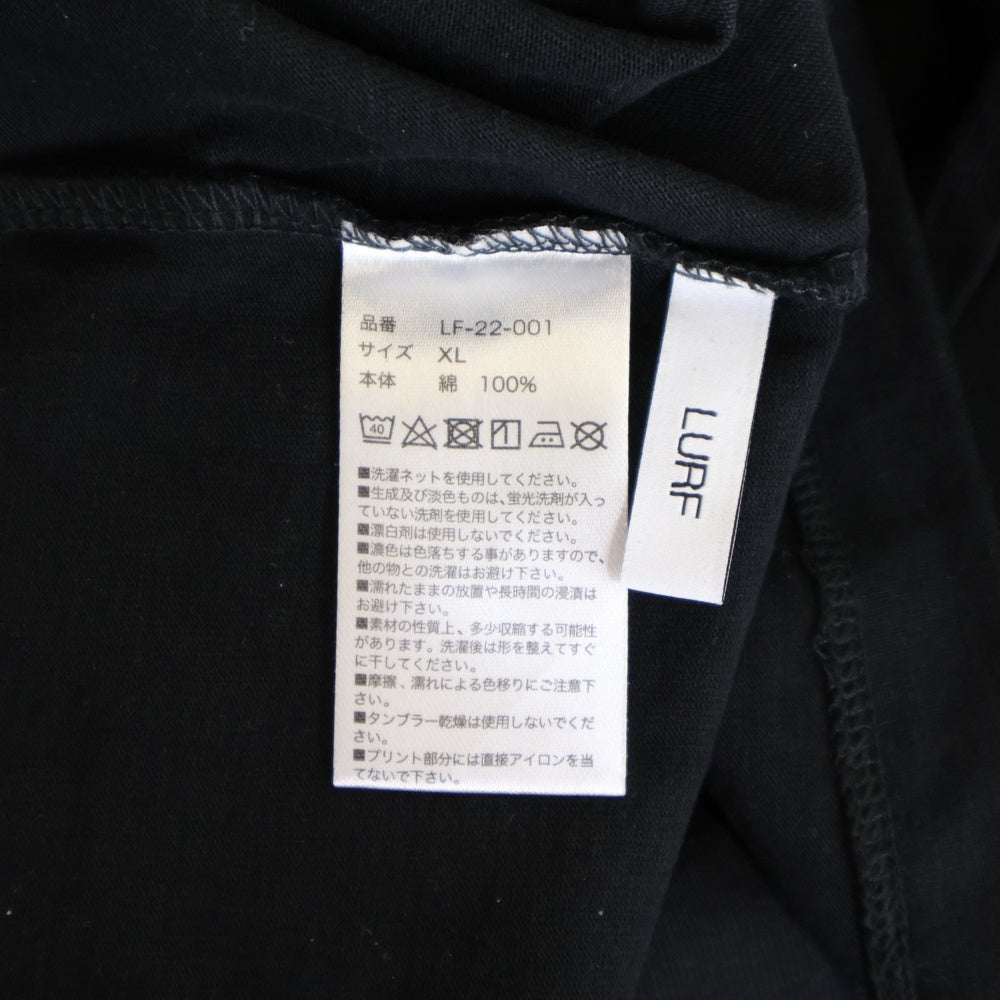 品番 LF-22-001
サイズ XL
本体 綿 100%
40
■洗濯ネットを使用してください。
■生成及び淡色ものは、蛍光洗剤が入っ
ていない洗剤を使用してください。
■漂白剤は使用しないでください。
■濃色は色落ちする事がありますので、
他の物との洗濯はお避け下さい。
■濡れたままの放置や長時間の浸漬は
お避け下さい。
■素材の性質上、多少収縮する可能性
があります。洗濯後は形を整えてすぐ
に干してください。
■摩擦、濡れによる色移りにご注意下
さい。
■タンブラー乾燥は使用しないでくだ
さい。
■プリント部分には直接アイロンを当
てないで下さい。
LURF